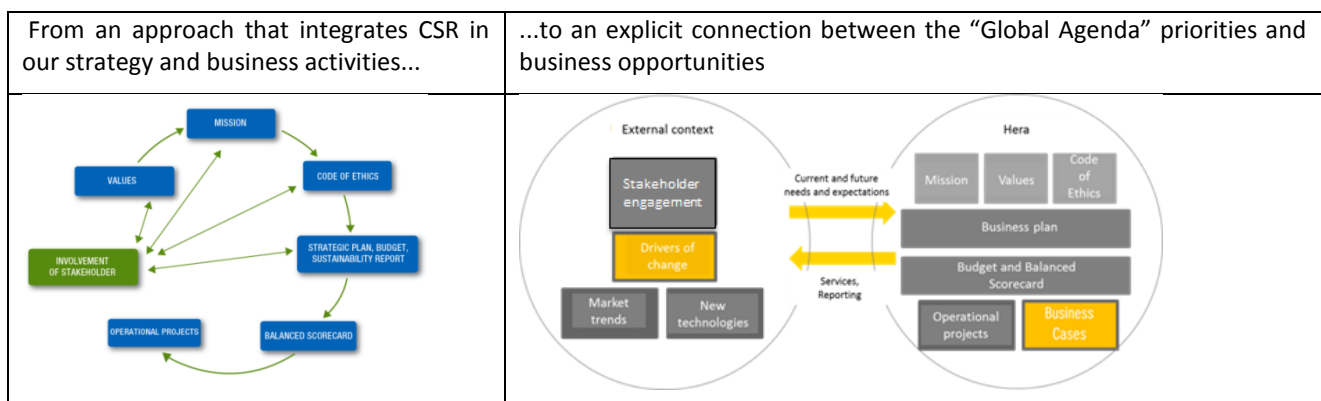 From an approach that integrates CSR in
our strategy and business activities...
...to an explicit connection between the “Global Agenda” priorities and
business opportunities
MISSION
VALUES
CODE OF ETHICS
INVOLVEMENT
OF STAKEHOLDER
STRATEGIC PLAN, BUDGET,
SUSTAINABILITY REPORT
OPERATIONAL PROJECTS
BALANCED SCORECARD
External context
Stakeholder
engagement
Drivers of
change
Market
trends
New
technologies
Current and future
needs and expectations
Services,
Reporting
Hera
Mission
Values
Code
of
Ethics
Business plan
Budget and Balanced
Scorecard
Operational
projects
Business
Cases